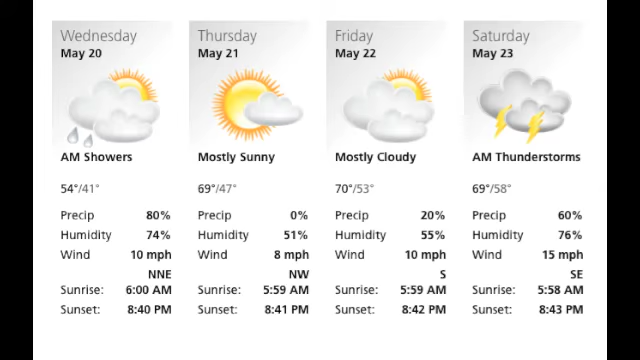 Wednesday
May 20
AM Showers
54°/41°
Precip 80%
Humidity 74%
Wind 10 mph
NNE
Sunrise: 6:00 AM
Sunset: 8:40 PM
Thursday
May 21
Mostly Sunny
69°/47°
Precip 0%
Humidity 51%
Wind 8 mph
NW
Sunrise: 5:59 AM
Sunset: 8:41 PM
Friday
May 22
Mostly Cloudy
70°/53°
Precip 20%
Humidity 55%
Wind 10 mph
S
Sunrise: 5:59 AM
Sunset: 8:42 PM
Saturday
May 23
AM Thunderstorms
69°/58°
Precip 60%
Humidity 76%
Wind 15 mph
SE
Sunrise: 5:58 AM
Sunset: 8:43 PM